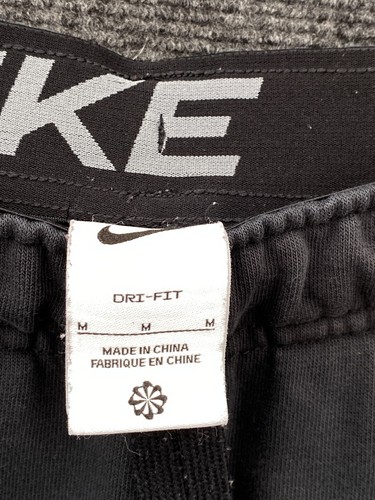 KE
DRI-FIT
M M M
MADE IN CHINA
FABRIQUE EN CHINE